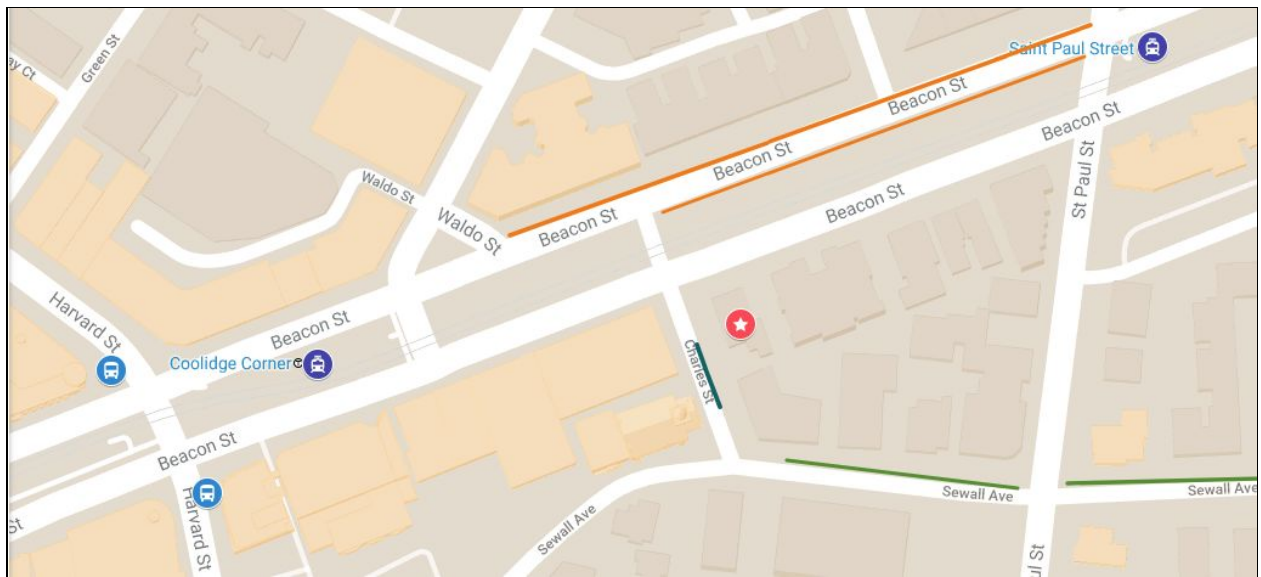 Green St
Saint Paul Street
Beacon St
Beacon St
Beacon St
St Paul St
Waldo St
Beacon St
Waldo St
Beacon St
Harvard St
Beacon St
Coolidge Corner
Charles St
Beacon St
Sewall Ave
Sewall Ave
Harvard St
St
Sewall Ave